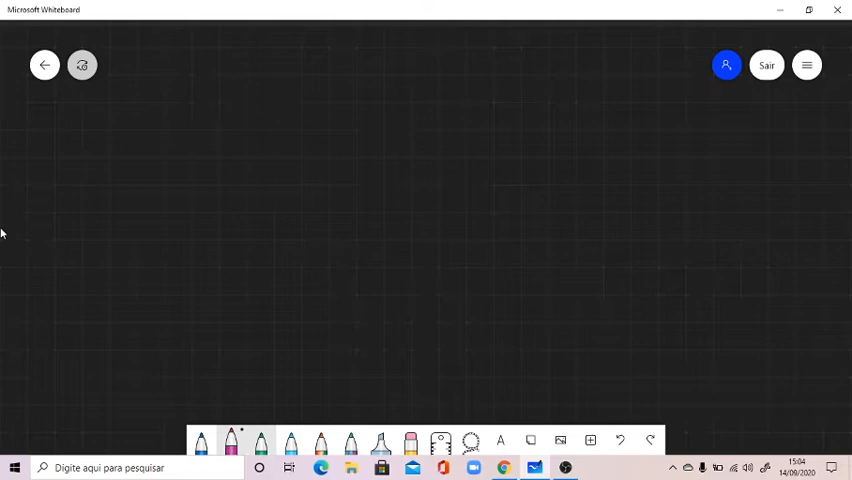 Microsoft Whiteboard
Sair
A
Digite aqui para pesquisar
15:04
14/09/2020